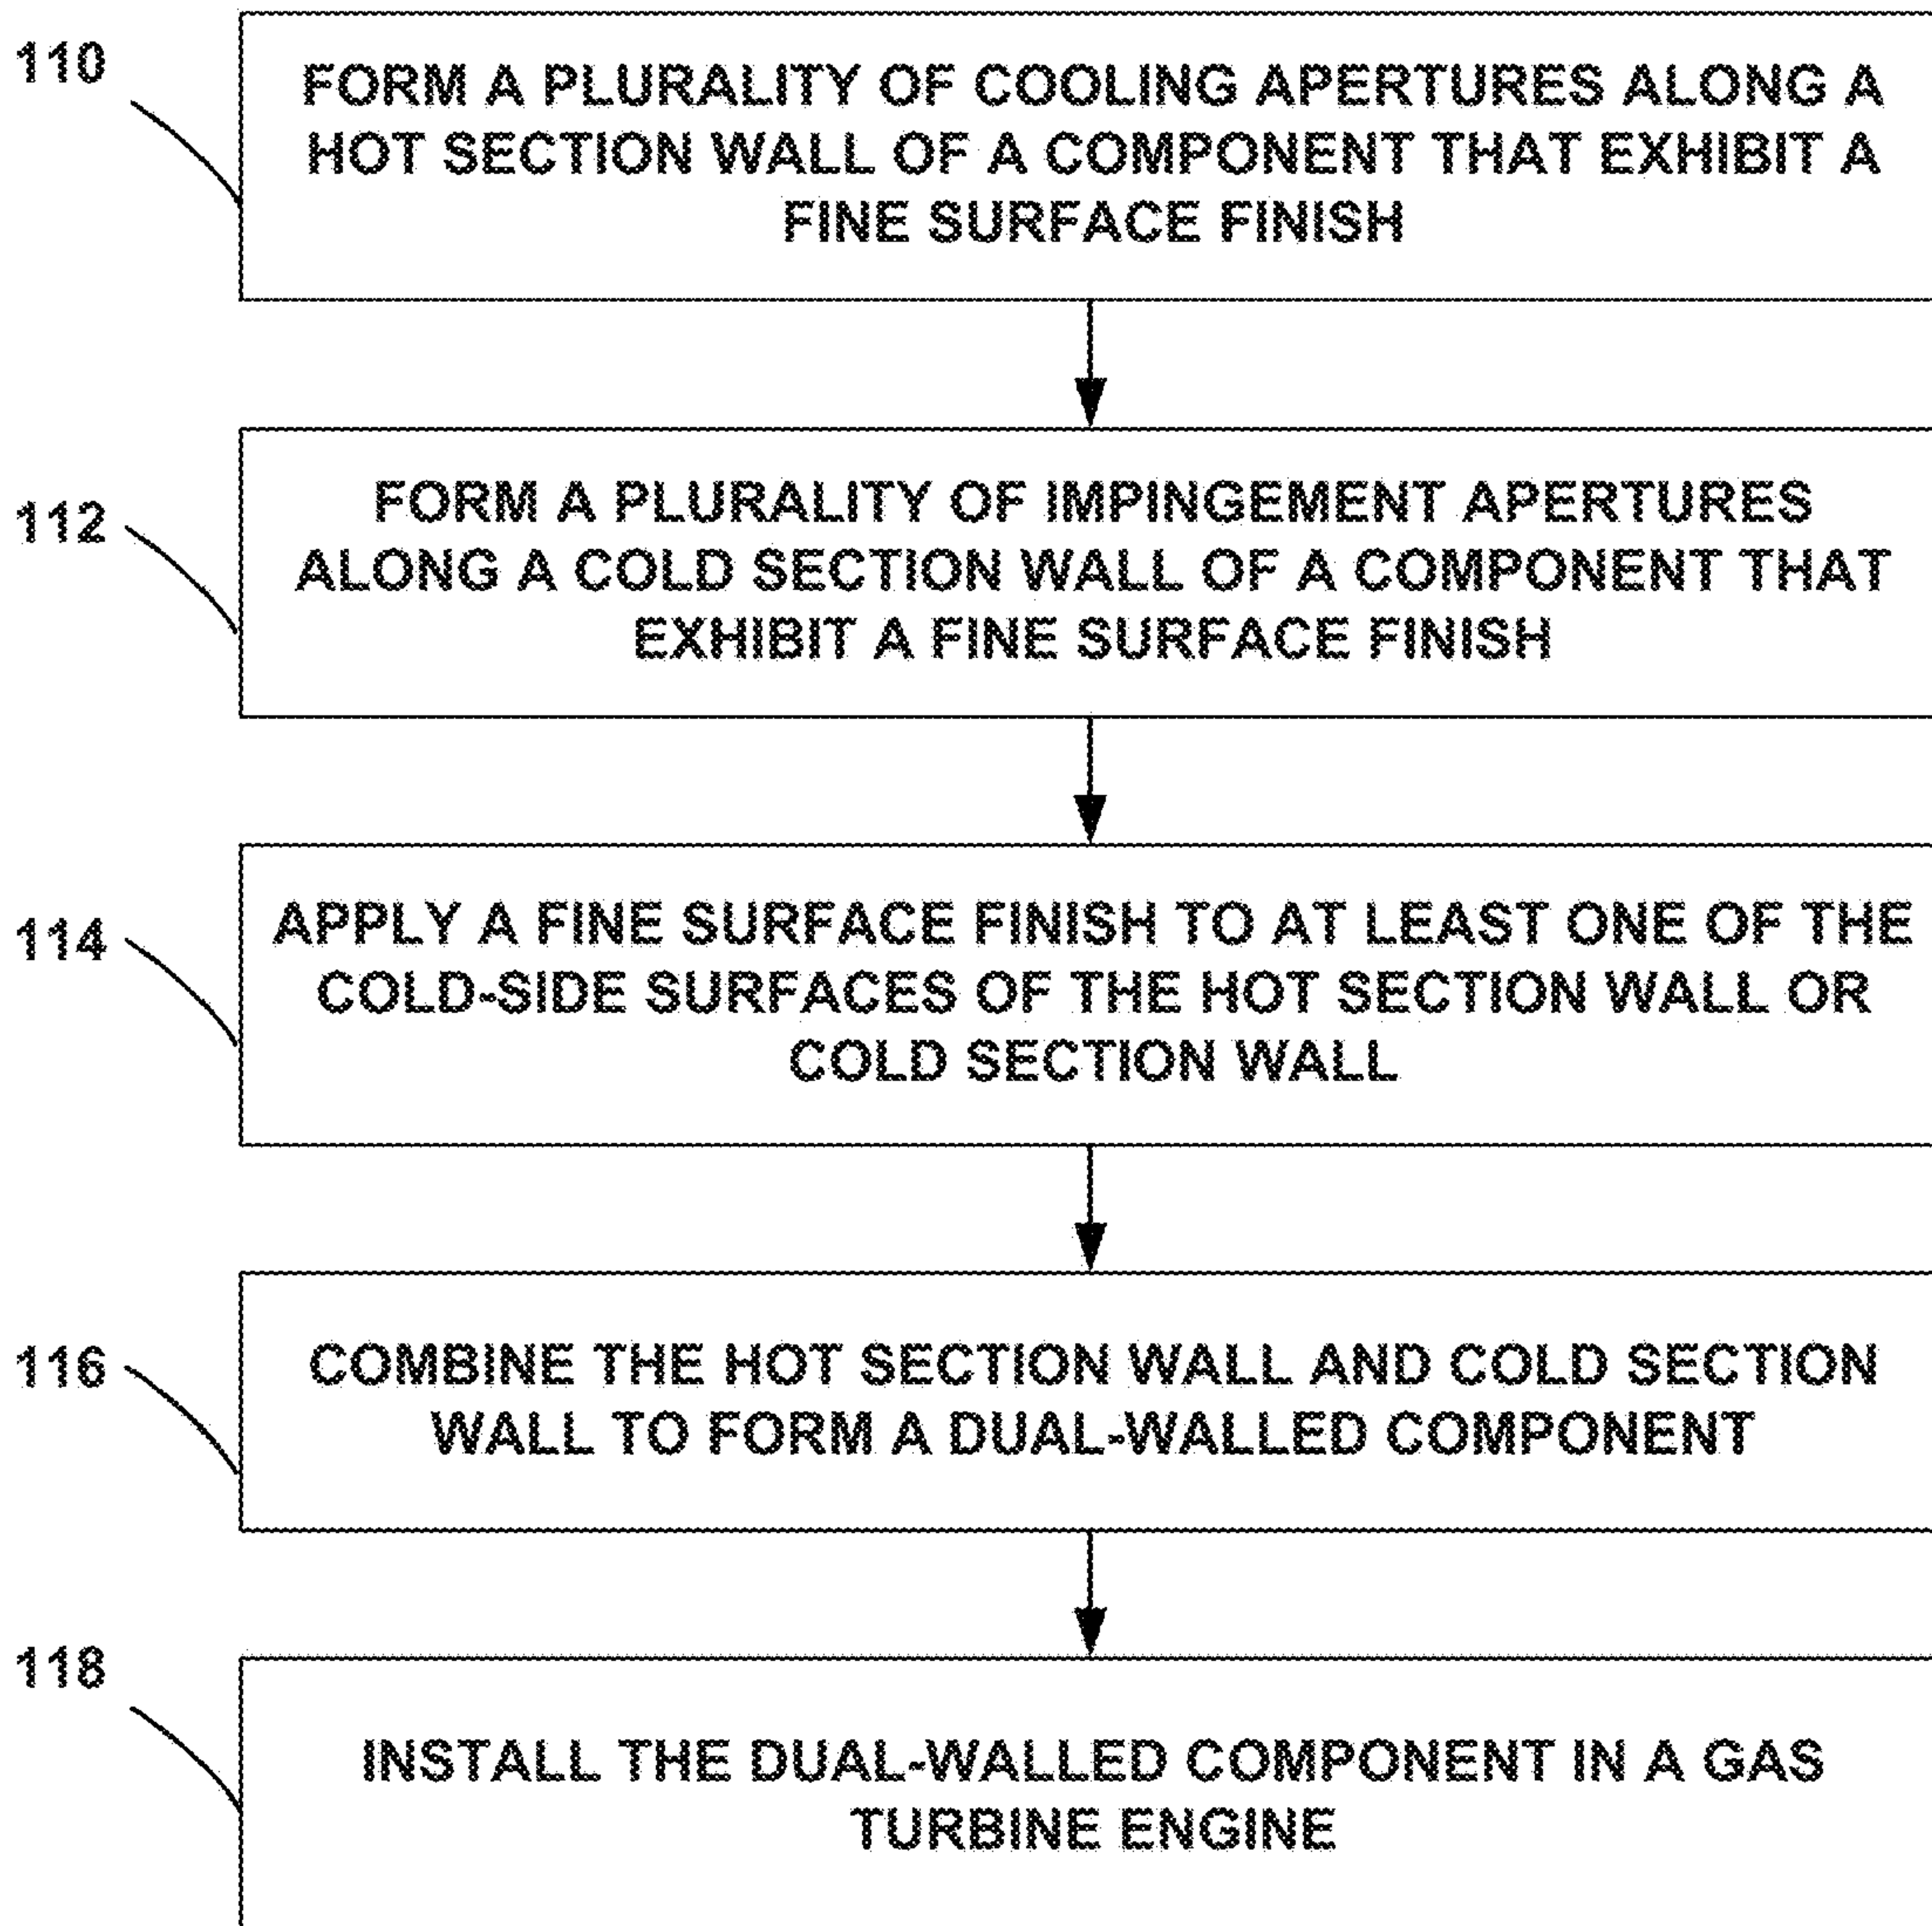 110
FORM A PLURALITY OF COOLING APERTURES ALONG A
HOT SECTION WALL OF A COMPONENT THAT EXHIBIT A
FINE SURFACE FINISH
112
FORM A PLURALITY OF IMPINGEMENT APERTURES
ALONG A COLD SECTION WALL OF A COMPONENT THAT
EXHIBIT A FINE SURFACE FINISH
114
APPLY A FINE SURFACE FINISH TO AT LEAST ONE OF THE
COLD-SIDE SURFACES OF THE HOT SECTION WALL OR
COLD SECTION WALL
116
COMBINE THE HOT SECTION WALL AND COLD SECTION
WALL TO FORM A DUAL-WALLED COMPONENT
118
INSTALL THE DUAL-WALLED COMPONENT IN A GAS
TURBINE ENGINE